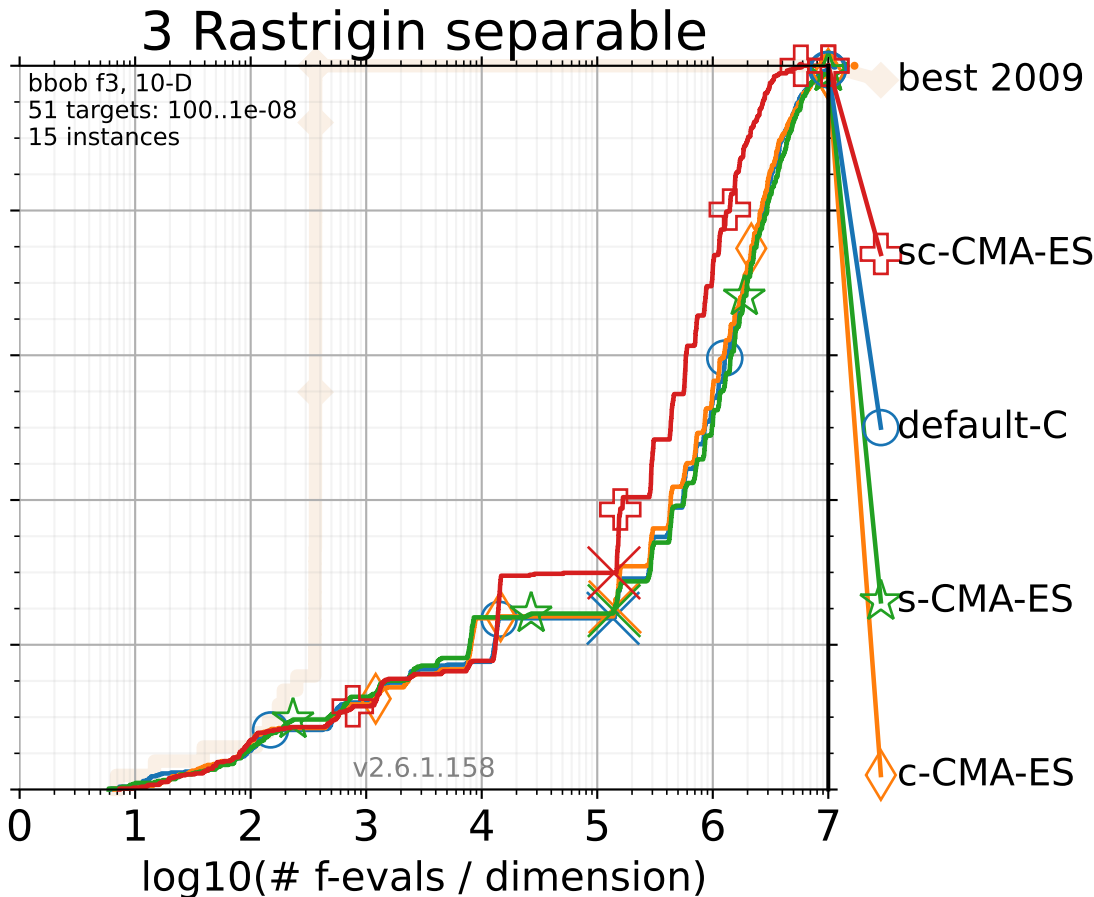 3 Rastrigin separable
bbob f3, 10-D
51 targets: 100..1e-08
15 instances
best 2009
sc-CMA-ES
default-C
s-CMA-ES
c-CMA-ES
v2.6.1.158
0 1 2 3 4 5 6 7
log10(# f-evals / dimension)